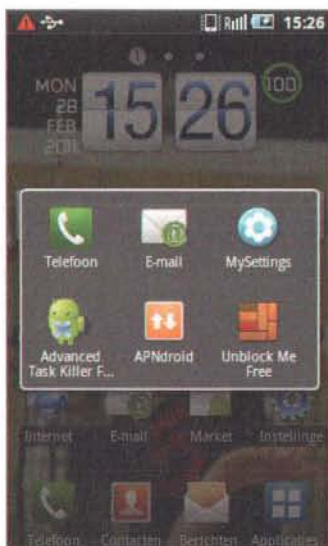 R 15:26
1
MON
28
FEB
2011
15 26
100
Telefoon E-mail MySettings
Advanced
Task Killer F... APNdroid Unblock Me
Free
Internet E-mail Market Instellinge
Telefoon Contacten Berichten Applicaties